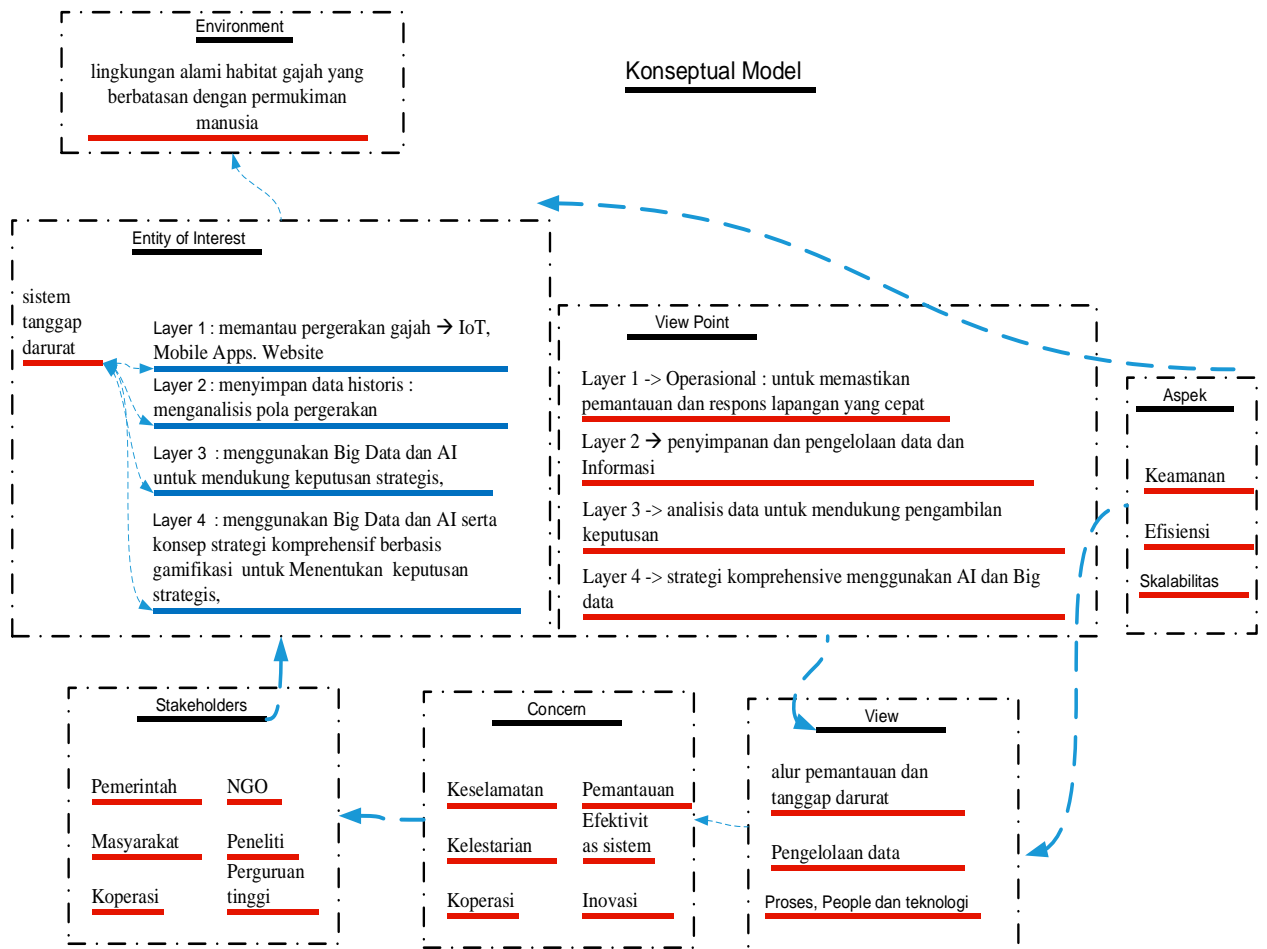 Environment
lingkungan alami habitat gajah yang
berbatasan dengan permukiman
manusia
Konseptual Model
Entity of Interest
sistem
tanggap
darurat
Layer 1 : memantau pergerakan gajah → IoT,
Mobile Apps. Website
Layer 2 : menyimpan data historis :
menganalisis pola pergerakan
Layer 3 : menggunakan Big Data dan AI
untuk mendukung keputusan strategis,
Layer 4 : menggunakan Big Data dan AI serta
konsep strategi komprehensif berbasis
gamifikasi untuk Menentukan keputusan
strategis,
View Point
Layer 1 -> Operasional : untuk memastikan
pemantauan dan respons lapangan yang cepat
Layer 2 → penyimpanan dan pengelolaan data dan
Informasi
Layer 3 -> analisis data untuk mendukung pengambilan
keputusan
Layer 4 -> strategi komprehensive menggunakan AI dan Big
data
Aspek
Keamanan
Efisiensi
Skalabilitas
Stakeholders
Pemerintah
NGO
Masyarakat
Peneliti
Koperasi
Perguruan
tinggi
Concern
Keselamatan
Pemantauan
Kelestarian
Efektivit
as sistem
Koperasi
Inovasi
View
alur pemantauan dan
tanggap darurat
Pengelolaan data
Proses, People dan teknologi